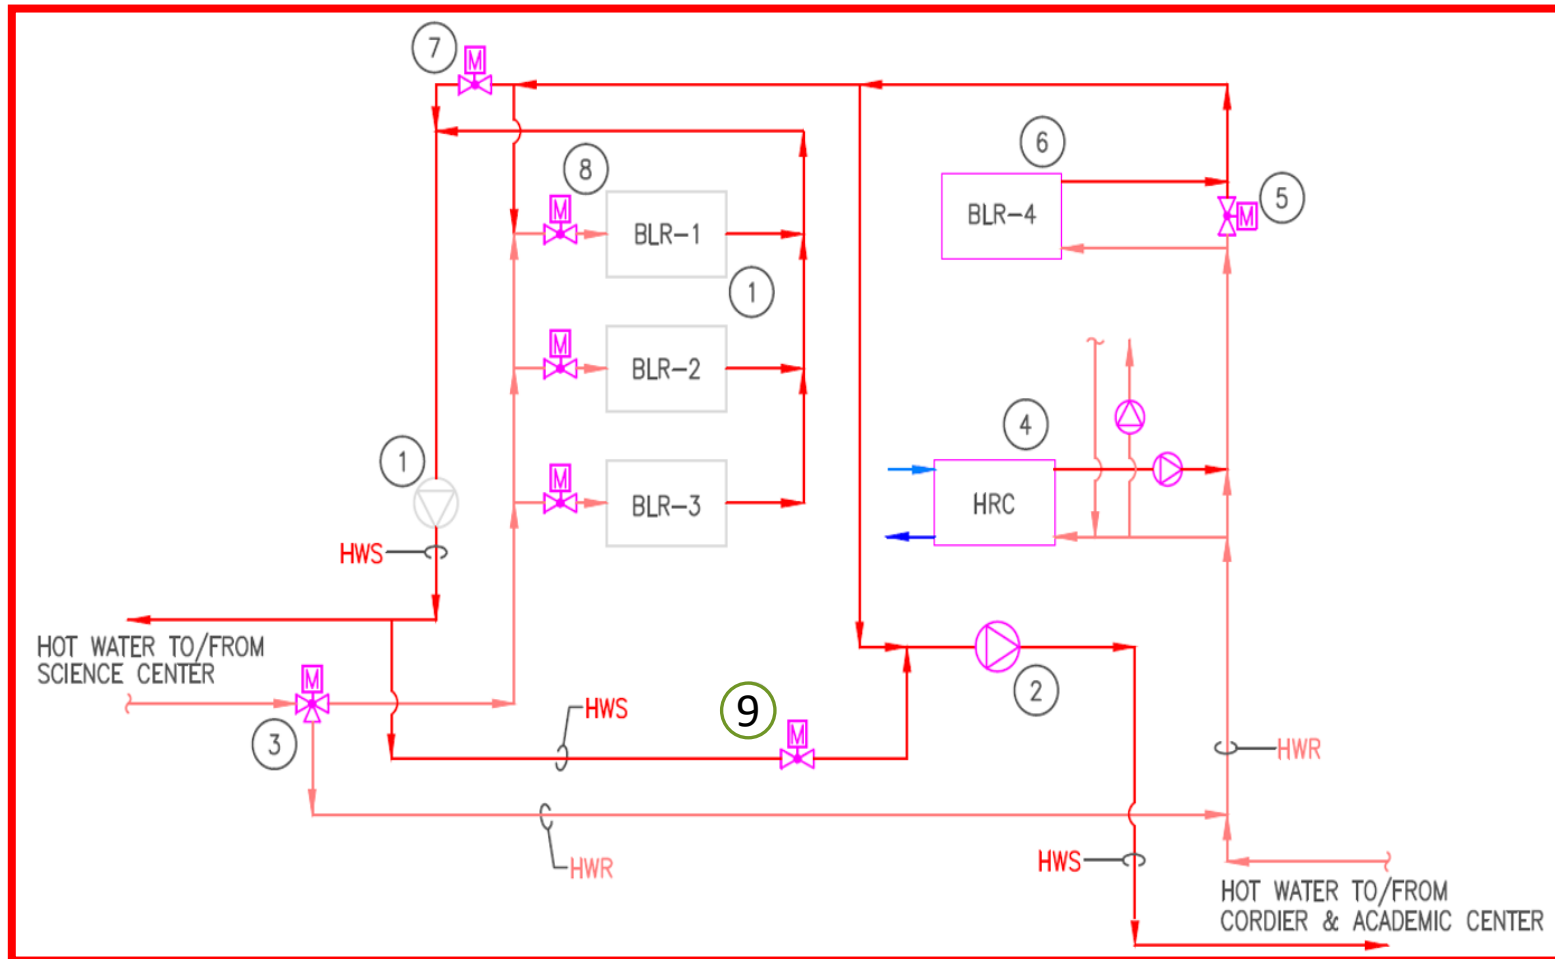 7
M
8
M
BLR-1
1
M
BLR-2
M
BLR-3
6
BLR-4
5
M
4
HRC
1
HWS
HOT WATER TO/FROM
SCIENCE CENTER
M
3
HWS
9
M
2
HWR
HWR
HWS
HOT WATER TO/FROM
CORDIER & ACADEMIC CENTER